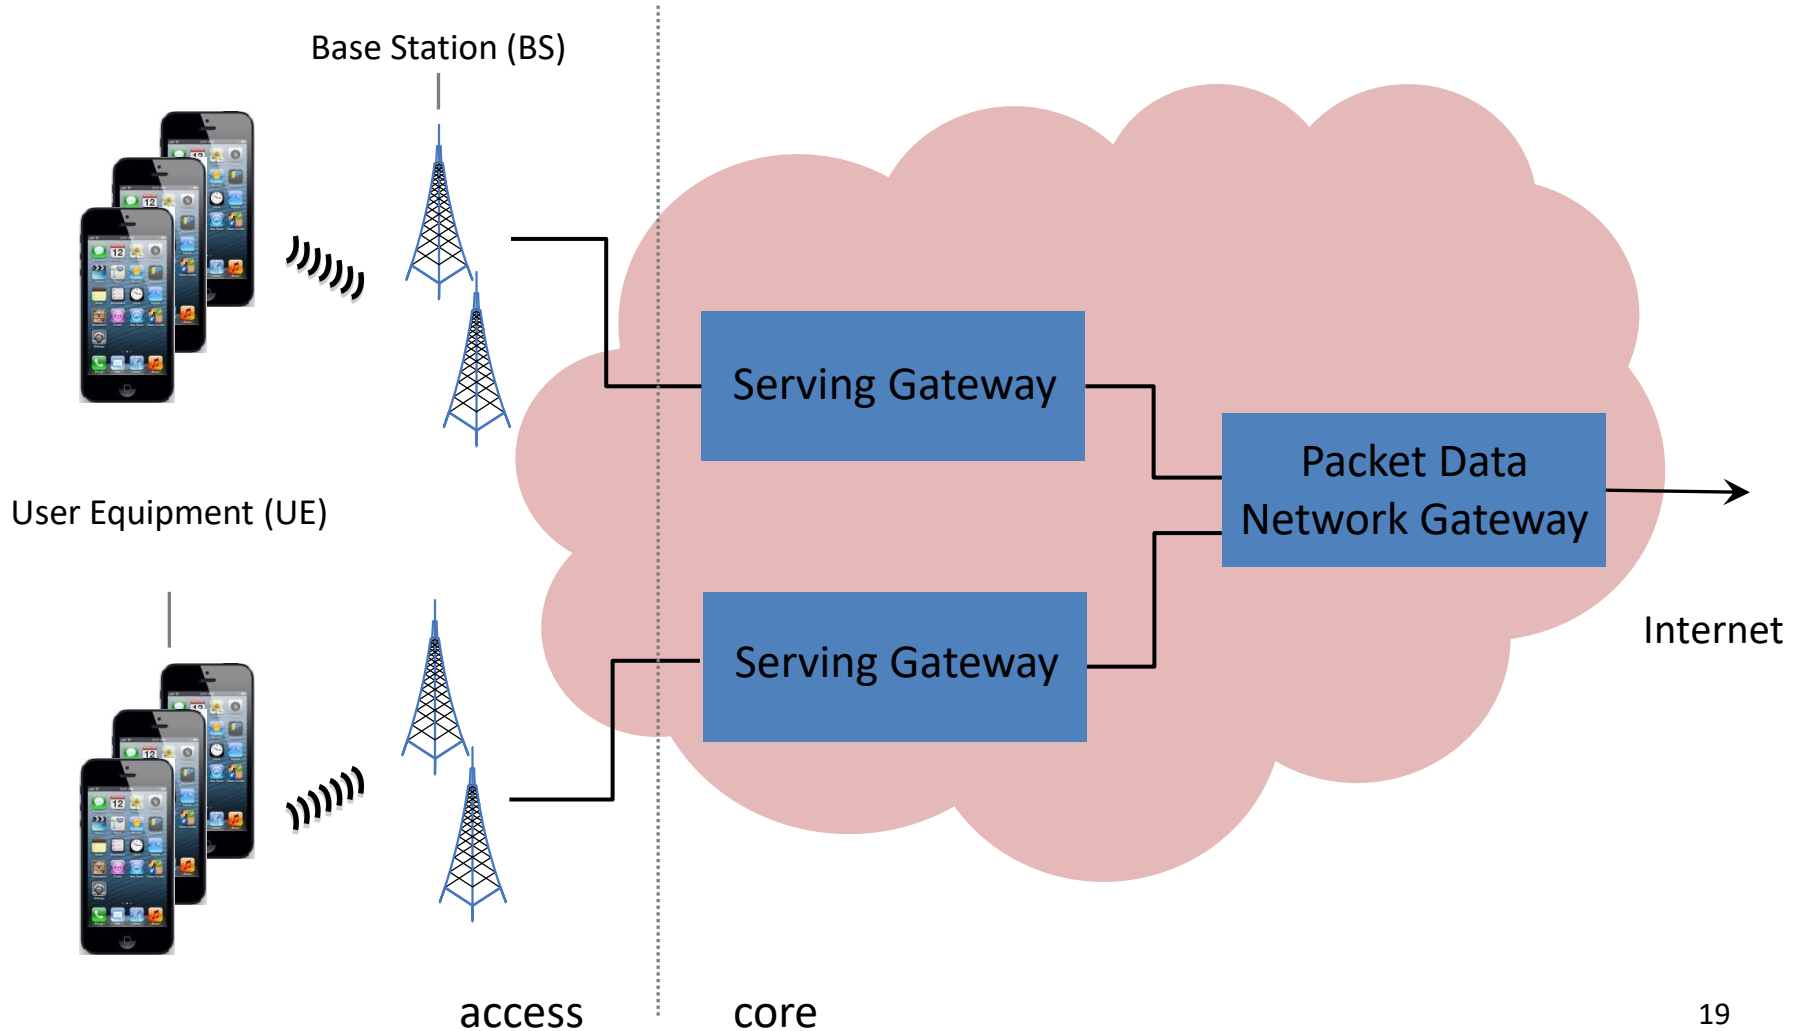 Base Station (BS)
Serving Gateway
Packet Data
Network Gateway
User Equipment (UE)
Internet
Serving Gateway
access
core
19